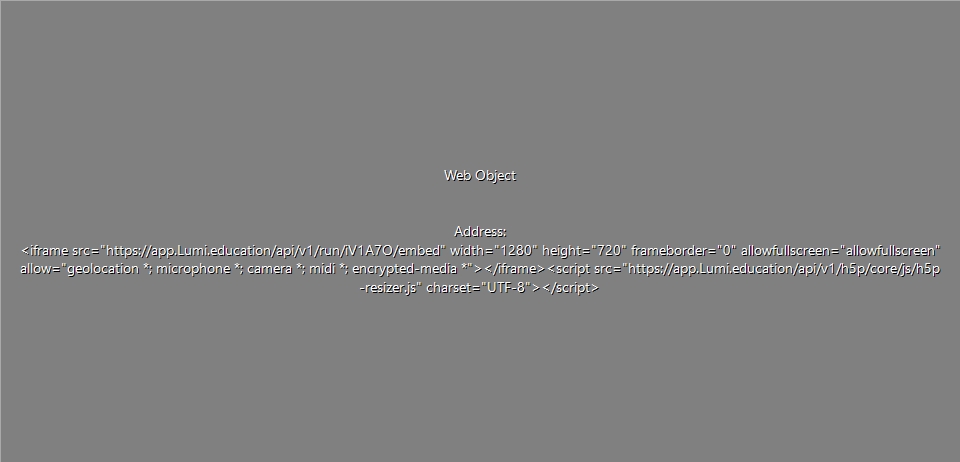 Web Object
Address:
<iframe src="https://app.Lumi.education/api/v1/run/iV1A7O/embed" width="1280" height="720" frameborder="0" allowfullscreen="allowfullscreen"
allow="geolocation *; microphone *; camera *; midi *; encrypted-media *"></iframe><script src="https://app.Lumi.education/api/v1/h5p/core/js/h5p
-resizer.js" charset="UTF-8"></script>